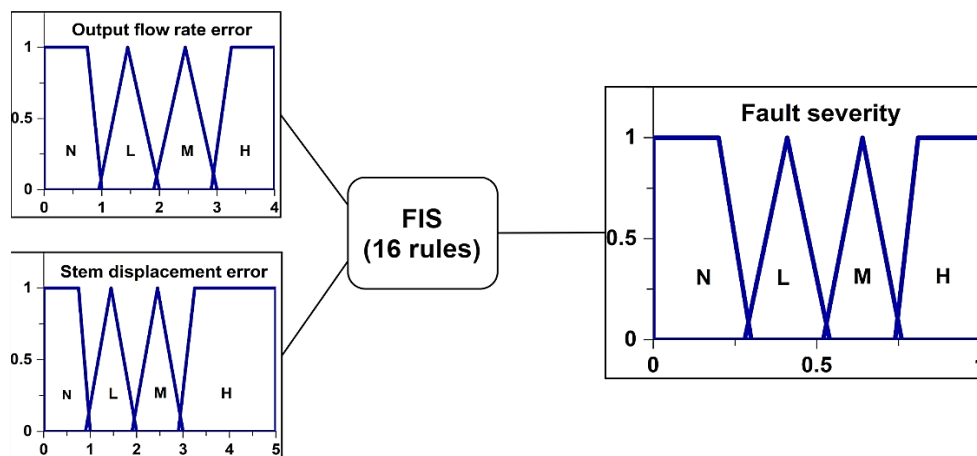 Output flow rate error
1
0.5
0
N
L
M
H
0
1
2
3
4
Stem displacement error
1
0.5
0
N
L
M
H
0
1
2
3
4
5
FIS
(16 rules)
Fault severity
1
0.5
0
N
L
M
H
0
0.5
1